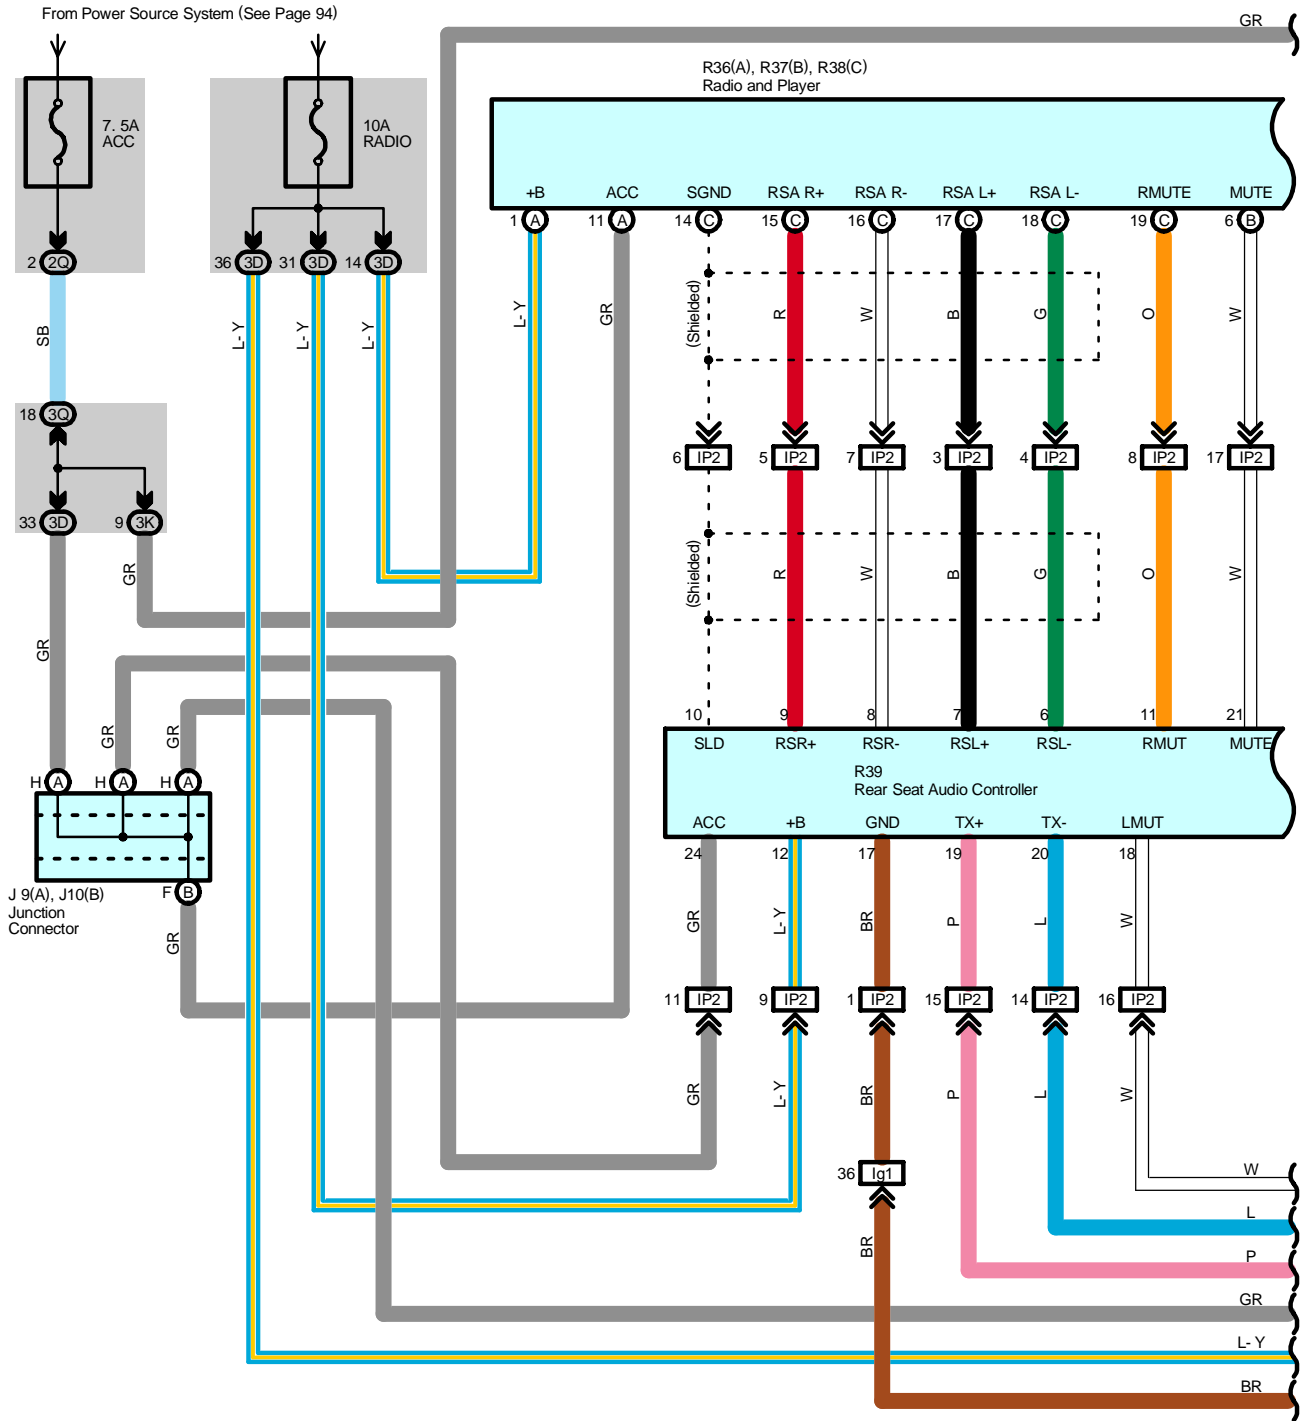 From Power Source System (See Page 94)
GR
R36(A), R37(B), R38(C)
Radio and Player
7. 5A
ACC
10A
RADIO
+B
ACC
SGND
RSA R+
RSA R-
RSA L+
RSA L-
RMUTE
MUTE
1 A
11 A
14 C
15 C
16 C
17 C
18 C
19 C
6 B
2 2Q
36 3D
31 3D
14 3D
SB
L- Y
L- Y
L- Y
L- Y
GR
(Shielded)
R
W
B
G
O
W
18 3Q
6 IP2
5 IP2
7 IP2
3 IP2
4 IP2
8 IP2
17 IP2
33 3D
9 3K
GR
(Shielded)
R
W
B
G
O
W
GR
GR
GR
10
9
8
7
6
11
21
SLD
RSR+
RSR-
RSL+
RSL-
RMUT
MUTE
R39
Rear Seat Audio Controller
H A
H A
H A
ACC
+B
GND
TX+
TX-
LMUT
24
12
17
19
20
18
F B
J 9(A), J10(B)
Junction
Connector
GR
GR
L- Y
BR
P
L
W
11 IP2
9 IP2
1 IP2
15 IP2
14 IP2
16 IP2
GR
L- Y
BR
P
L
W
36 Ig1
BR
W
L
P
GR
L- Y
BR